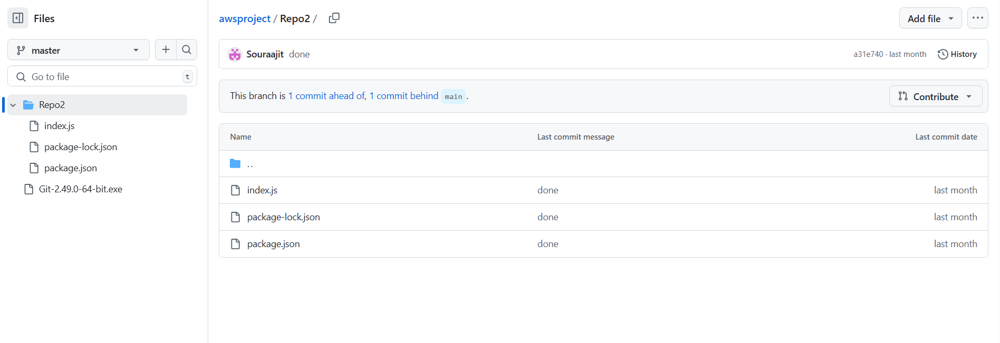 Files
master
Go to file
t
Repo2
index.js
package-lock.json
package.json
Git-2.49.0-64-bit.exe
awsproject / Repo2 /
Add file
Souraajit done
a31e740 · last month
History
This branch is 1 commit ahead of, 1 commit behind main .
Contribute
Name Last commit message Last commit date
..
index.js done last month
package-lock.json done last month
package.json done last month